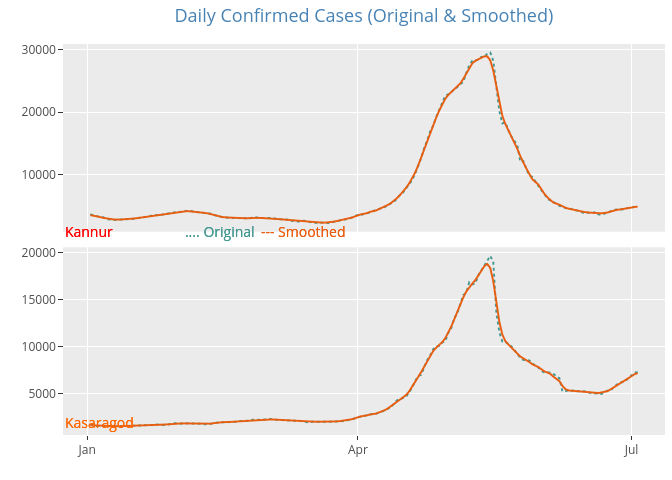 Daily Confirmed Cases (Original & Smoothed)
30000
20000
10000
Kannur .... Original --- Smoothed
20000
15000
10000
5000
Kasaragod
Jan Apr Jul